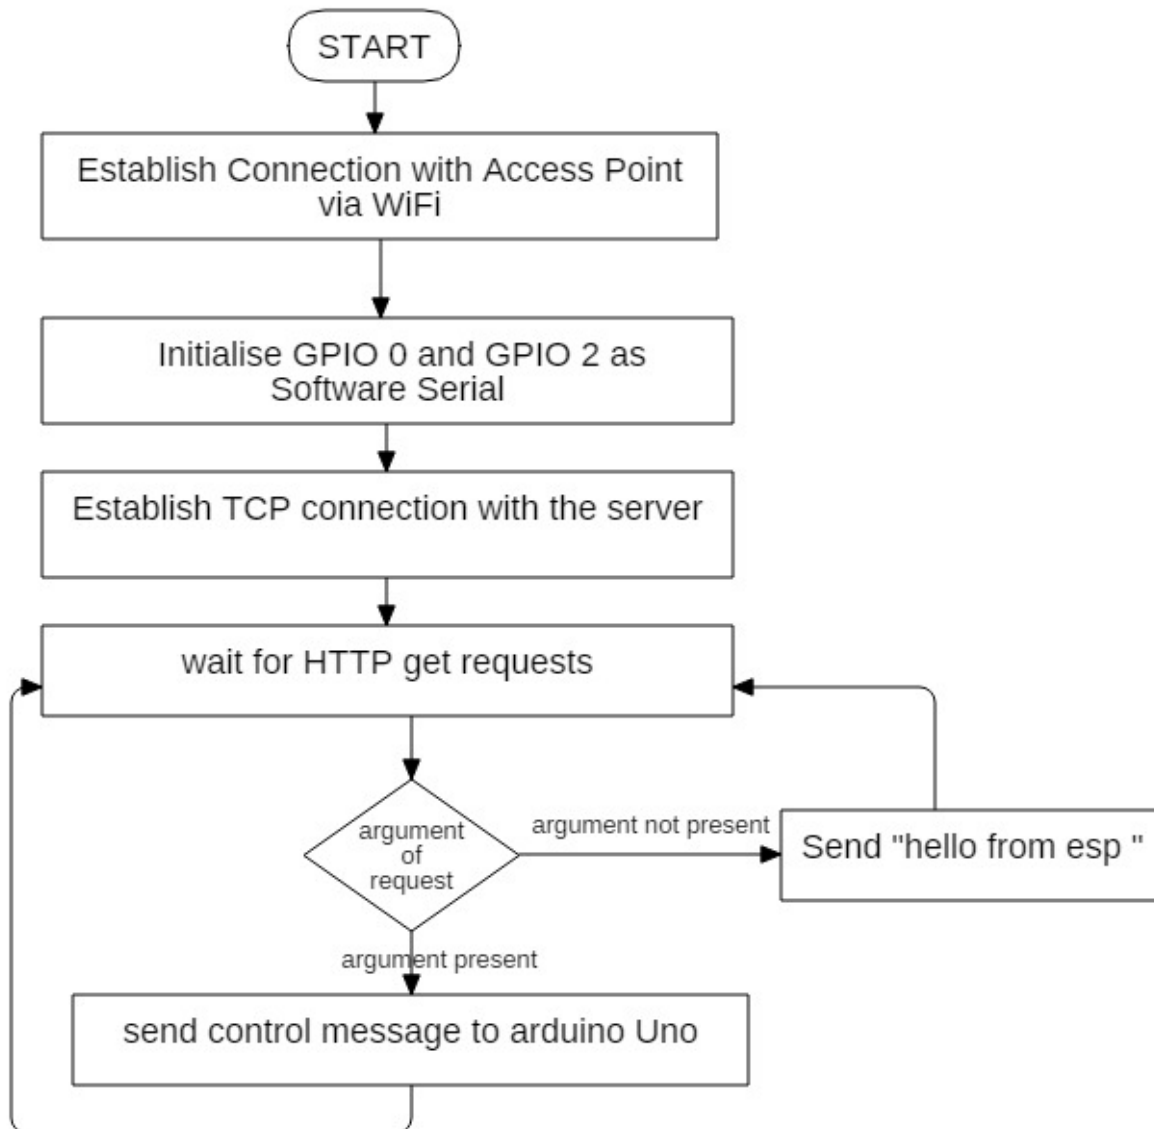 START
Establish Connection with Access Point
via WiFi
Initialise GPIO 0 and GPIO 2 as
Software Serial
Establish TCP connection with the server
wait for HTTP get requests
argument
of
request
argument not present
Send "hello from esp "
argument present
send control message to arduino Uno